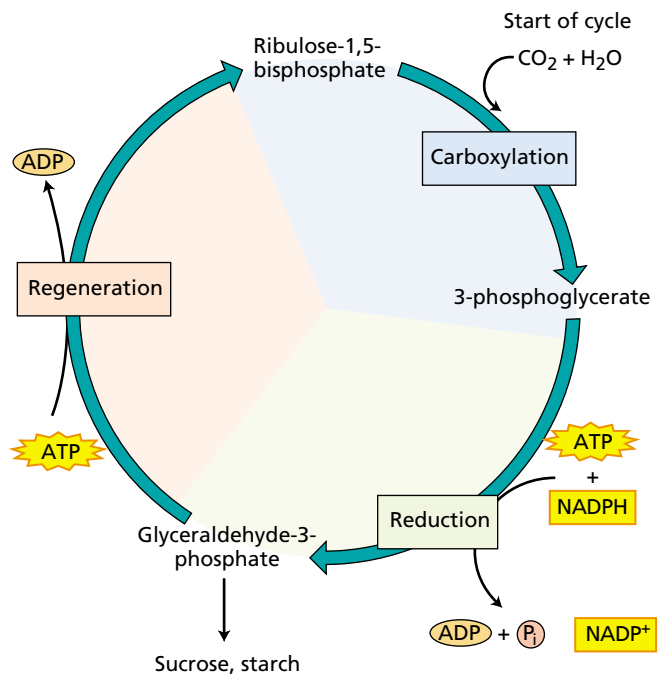 Start of cycle
Ribulose-1,5-
bisphosphate
CO2 + H2O
Carboxylation
ADP
Regeneration
3-phosphoglycerate
ATP
ATP
+
NADPH
Reduction
Glyceraldehyde-3-
phosphate
ADP + Pi NADP+
Sucrose, starch